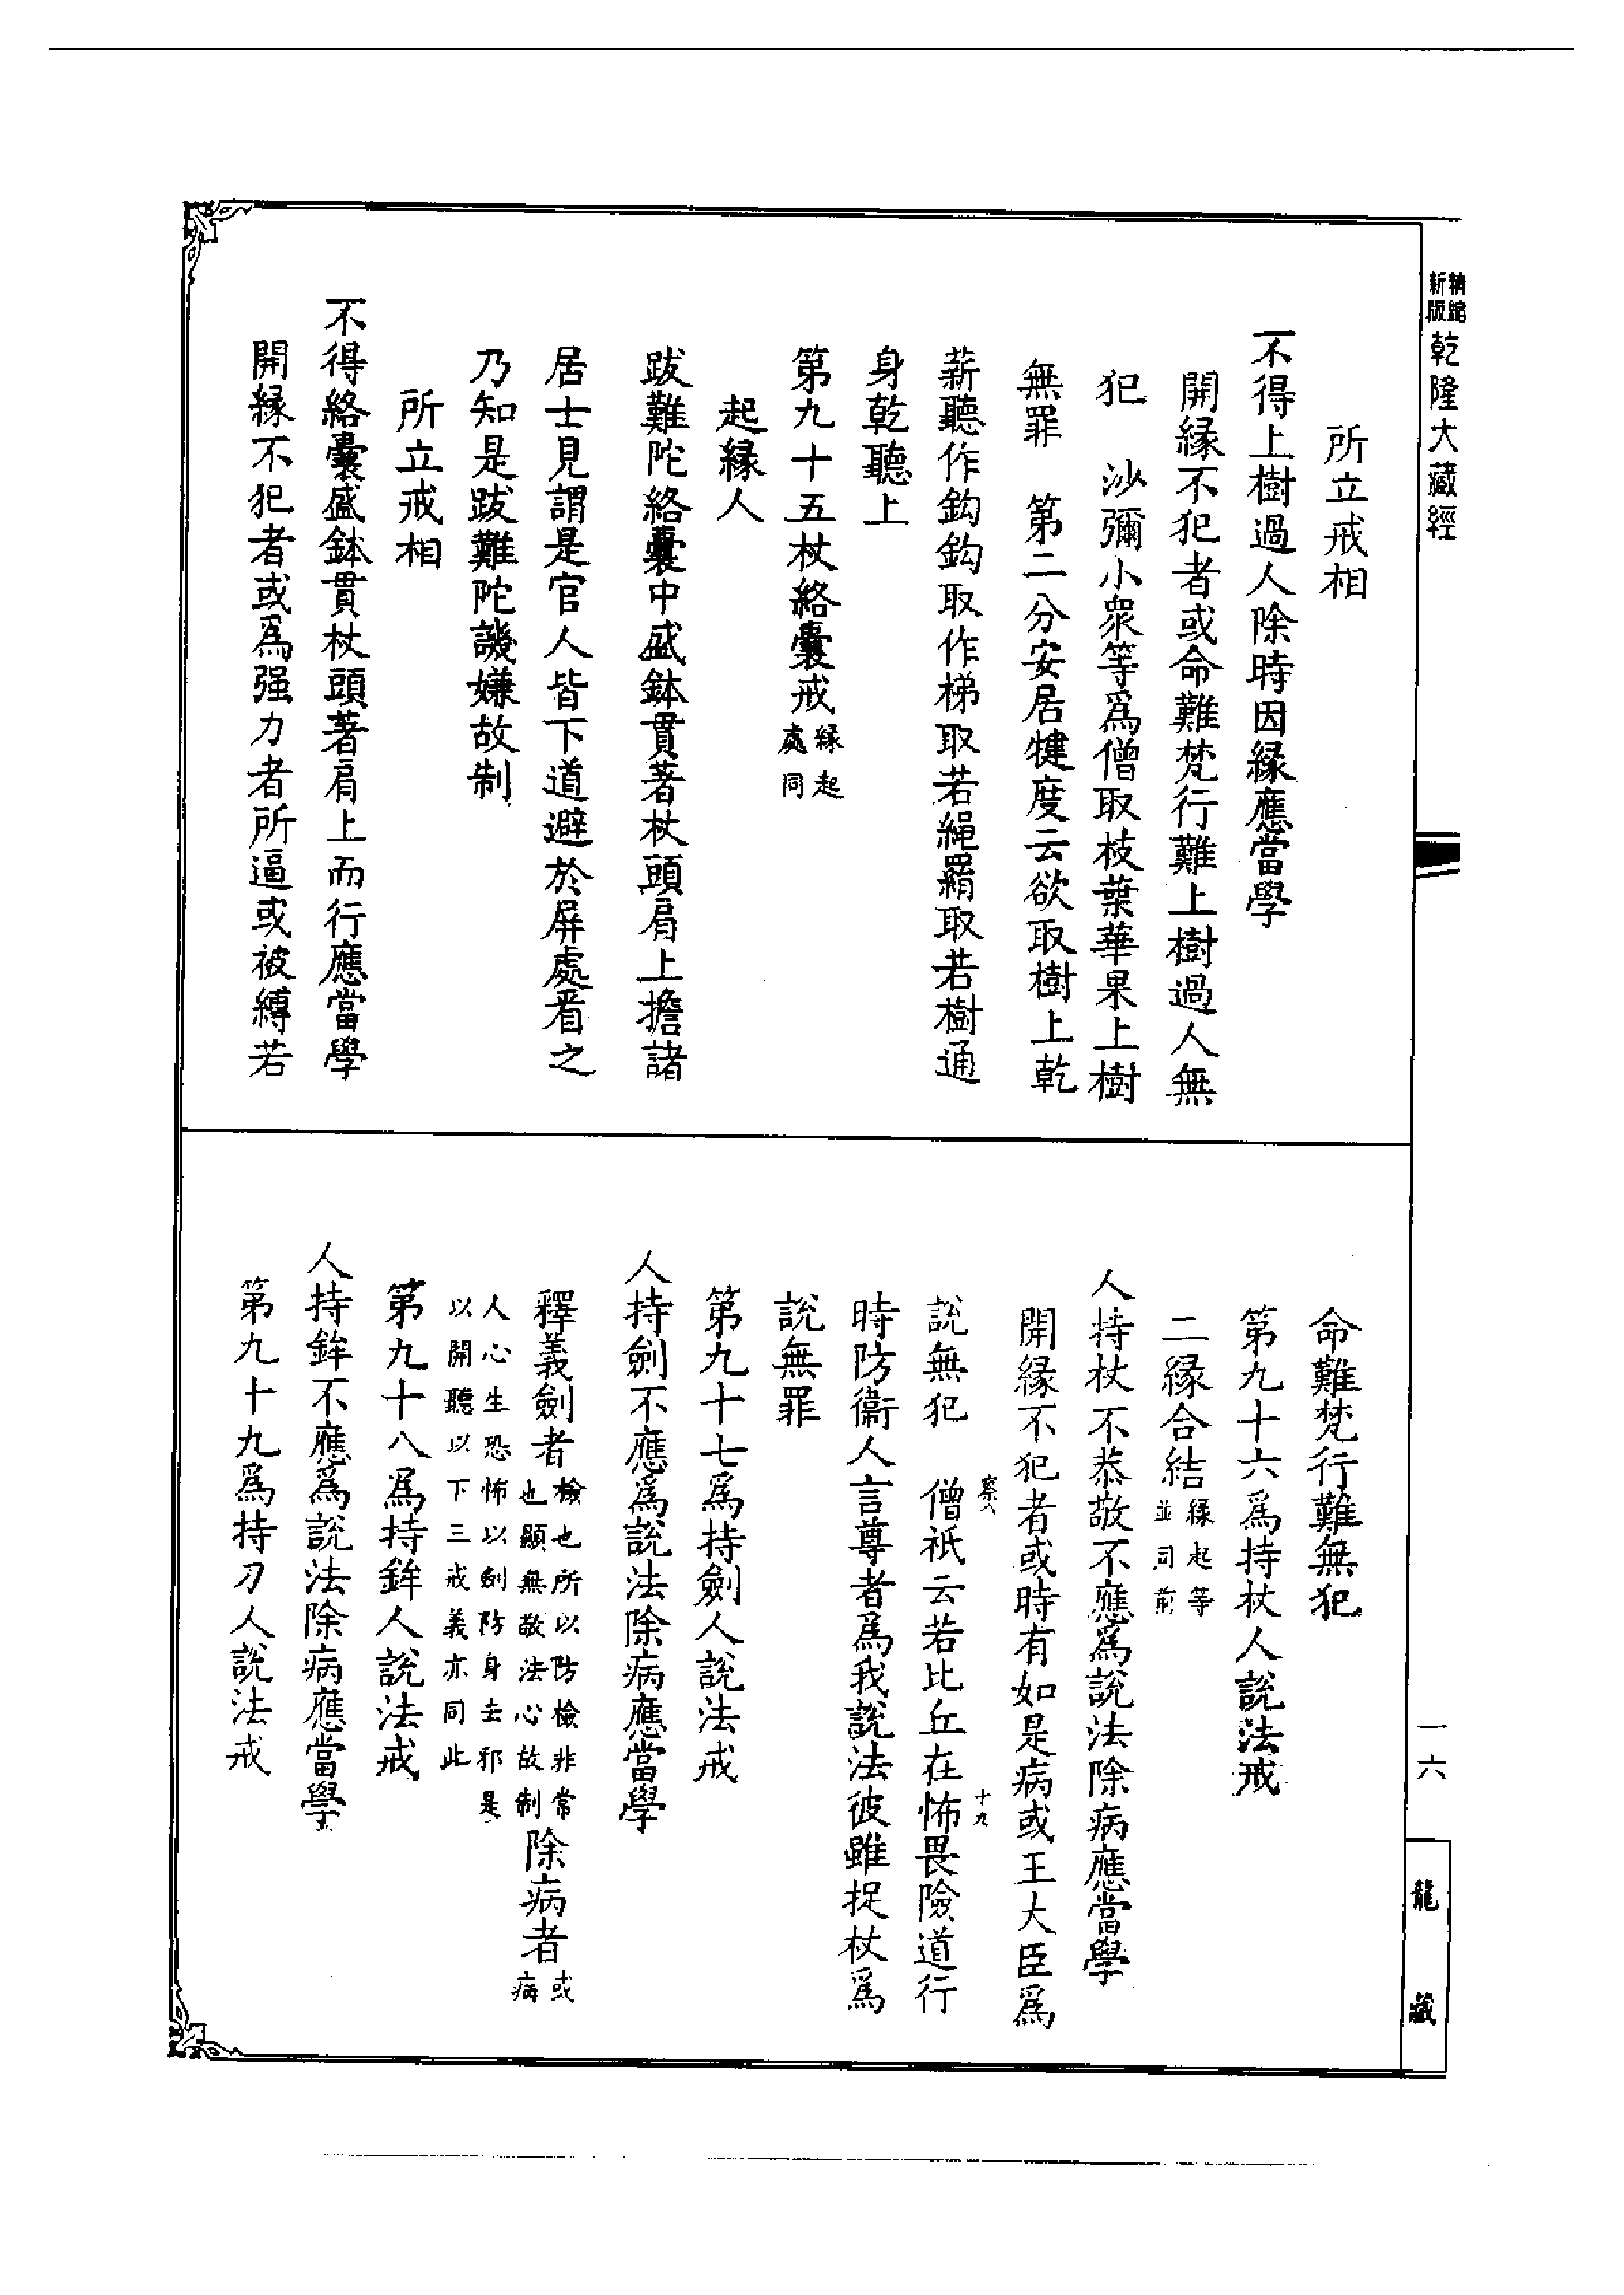 精縮
新版
乾隆大藏經
所立戒相
不得上樹過人除時因緣應當學
開緣不犯者或命難梵行難上樹過人無
犯　沙彌小眾等爲僧取枝葉華果上樹
無罪　第二分安居犍度云欲取樹上乾
薪聽作鈎鈎取作梯取若繩羂取若樹通
身乾聽上
第九十五杖絡囊戒緣起
處同
起緣人
跋難陀絡囊中盛鉢貫著杖頭肩上擔諸
居士見謂是官人皆下道避於屏處看之
乃知是跋難陀譏嫌故制
所立戒相
不得絡囊盛鉢貫杖頭著肩上而行應當學
開緣不犯者或爲强力者所逼或被縛若
命難梵行難無犯
第九十六爲持杖人說法戒
二緣合結緣起等
並同前
人持杖不恭敬不應爲說法除病應當學
開緣不犯者或時有如是病或王大臣爲
說無犯　僧祇云若比丘在怖畏險道行
時防衞人言尊者爲我說法彼雖捉杖爲
說無罪
第九十七爲持劍人說法戒
人持劍不應爲說法除病應當學
釋義劍者檢也所以防檢非常
也顯無敬法心故制除病者或
病
人心生恐怖以劍防身去邪是
以開聽以下三戒義亦同此
第九十八爲持鉾人說法戒
人持鉾不應爲說法除病應當學
第九十九爲持刀人說法戒
一六
龍藏